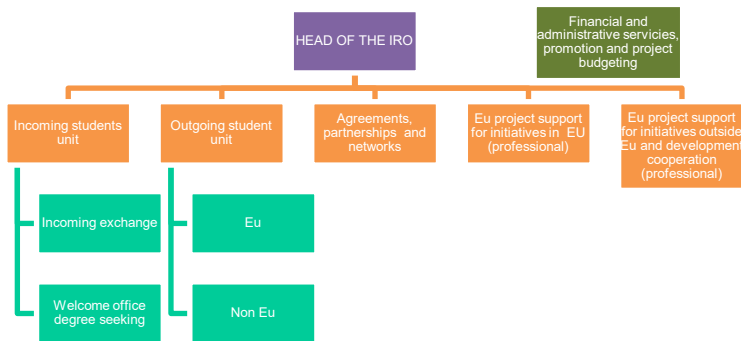 HEAD OF THE IRO
Financial and
administrative servicies,
promotion and project
budgeting
Incoming students
unit
Outgoing student
unit
Agreements,
partnerships and
networks
Eu project support
for initiatives in EU
(professional)
Eu project support
for initiatives outside
Eu and development
cooperation
(professional)
Incoming exchange
Eu
Welcome office
degree seeking
Non Eu